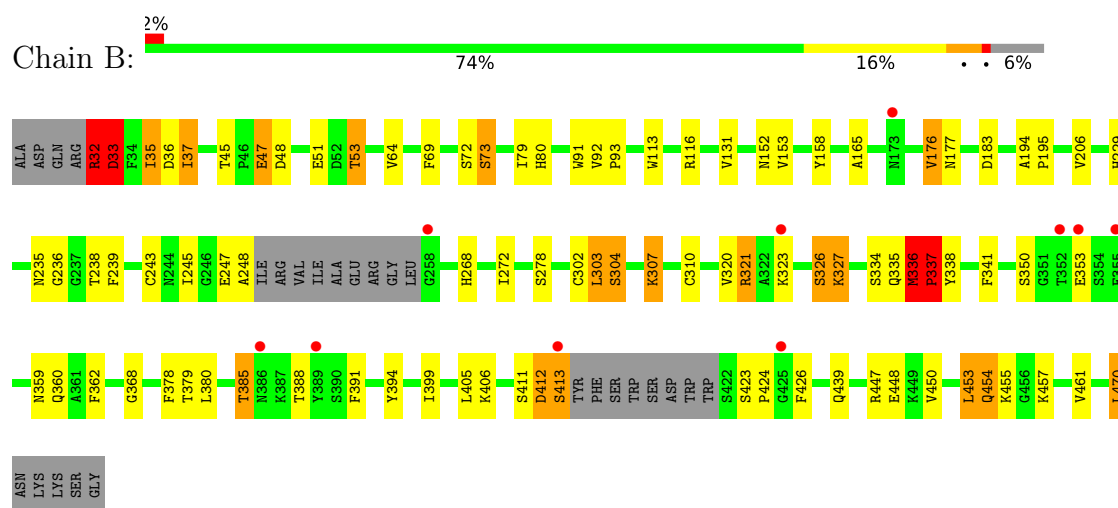 2%
Chain B:
74% 16% • • 6%
ALA ASP GLN ARG R32 D33 F34 I35 D36 I37 T45 P46 E47 D48 E51 D52 T53 V64 F69 S72 S73 I79 H80 W91 V92 P93 W113 R116 V131 N152 V153 Y158 A165 N173 V176 N177 D183 A194 P195 V206
N235 G236 G237 T238 F239 C243 N244 I245 G246 E247 A248 ILE ARG VAL ILE ALA GLU ARG GLY LEU G258 H268 I272 S278 C302 L303 S304 K307 C310 V320 R321 A322 K323 S326 K327 S334 Q335 M336 P337 Y338 F341 S350 G351 T352 E353 S354
N359 Q360 A361 F362 G368 F378 T379 L380 T385 N386 K387 T388 Y389 S390 F391 Y394 I399 L405 K406 S411 D412 S413 TYR PHE SER TRP SER ASP TRP TRP S422 S423 P424 G425 F426 Q439 R447 E448 K449 V450 L453 Q454 K455 G456 K457 V461 L470
ASN LYS LYS SER GLY